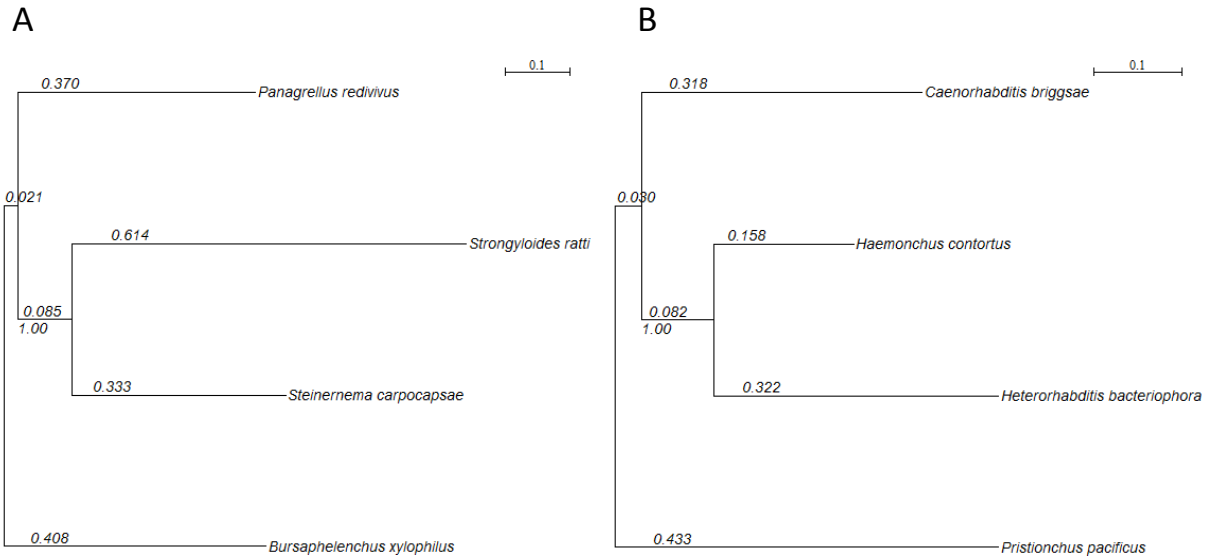 A
0.1
0.370
Panagrellus redivivus
0.021
0.614
Strongyloides ratti
0.085
1.00
0.333
Steinernema carpocapsae
0.408
Bursaphelenchus xylophilus
B
0.1
0.318
Caenorhabditis briggsae
0.030
0.158
Haemonchus contortus
0.082
1.00
0.322
Heterorhabditis bacteriophora
0.433
Pristionchus pacificus